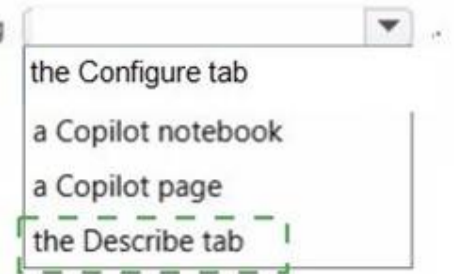 the Configure tab
a Copilot notebook
a Copilot page
the Describe tab